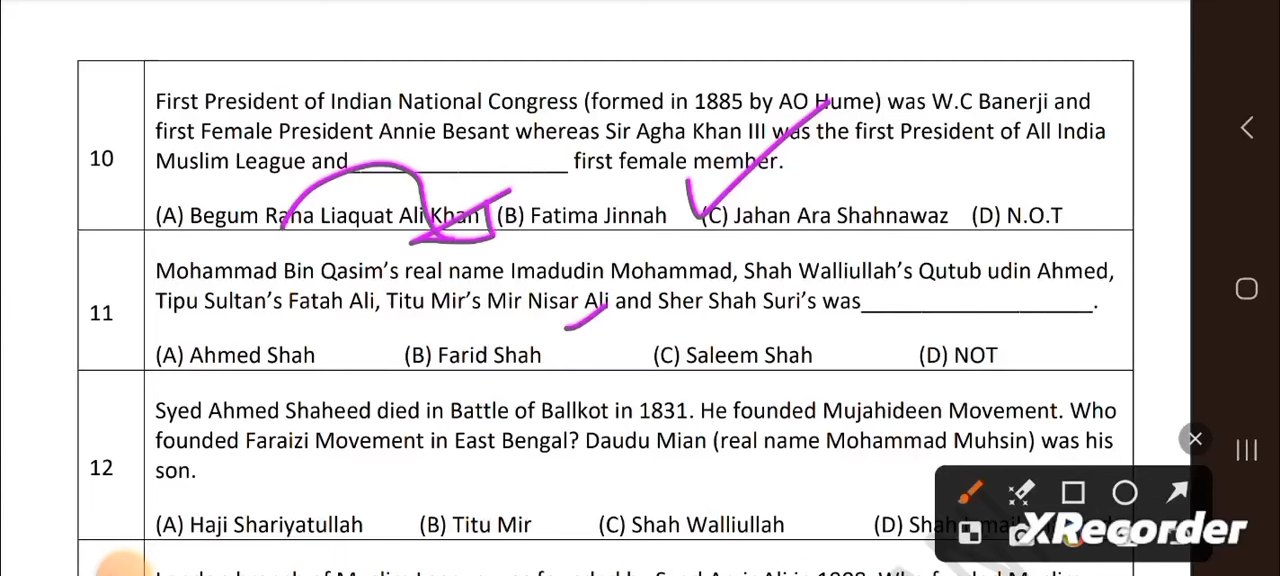 First President of Indian National Congress (formed in 1885 by AO Hume) was W.C Banerji and
10
first Female President Annie Besant whereas Sir Agha Khan III was the first President of All India
Muslim League and____________________ first female member.
(A) Begum Rana Liaquat Ali Khan (B) Fatima Jinnah (C) Jahan Ara Shahnawaz (D) N.O.T
Mohammad Bin Qasim's real name Imadudin Mohammad, Shah Walliullah's Qutub udin Ahmed,
11
Tipu Sultan's Fatah Ali, Titu Mir's Mir Nisar Ali and Sher Shah Suri's was_____________________.
(A) Ahmed Shah (B) Farid Shah (C) Saleem Shah (D) NOT
Syed Ahmed Shaheed died in Battle of Ballkot in 1831. He founded Mujahideen Movement. Who
12
founded Faraizi Movement in East Bengal? Daudu Mian (real name Mohammad Muhsin) was his
son.
(A) Haji Shariyatullah (B) Titu Mir (C) Shah Walliullah (D) Shah
XRecorder